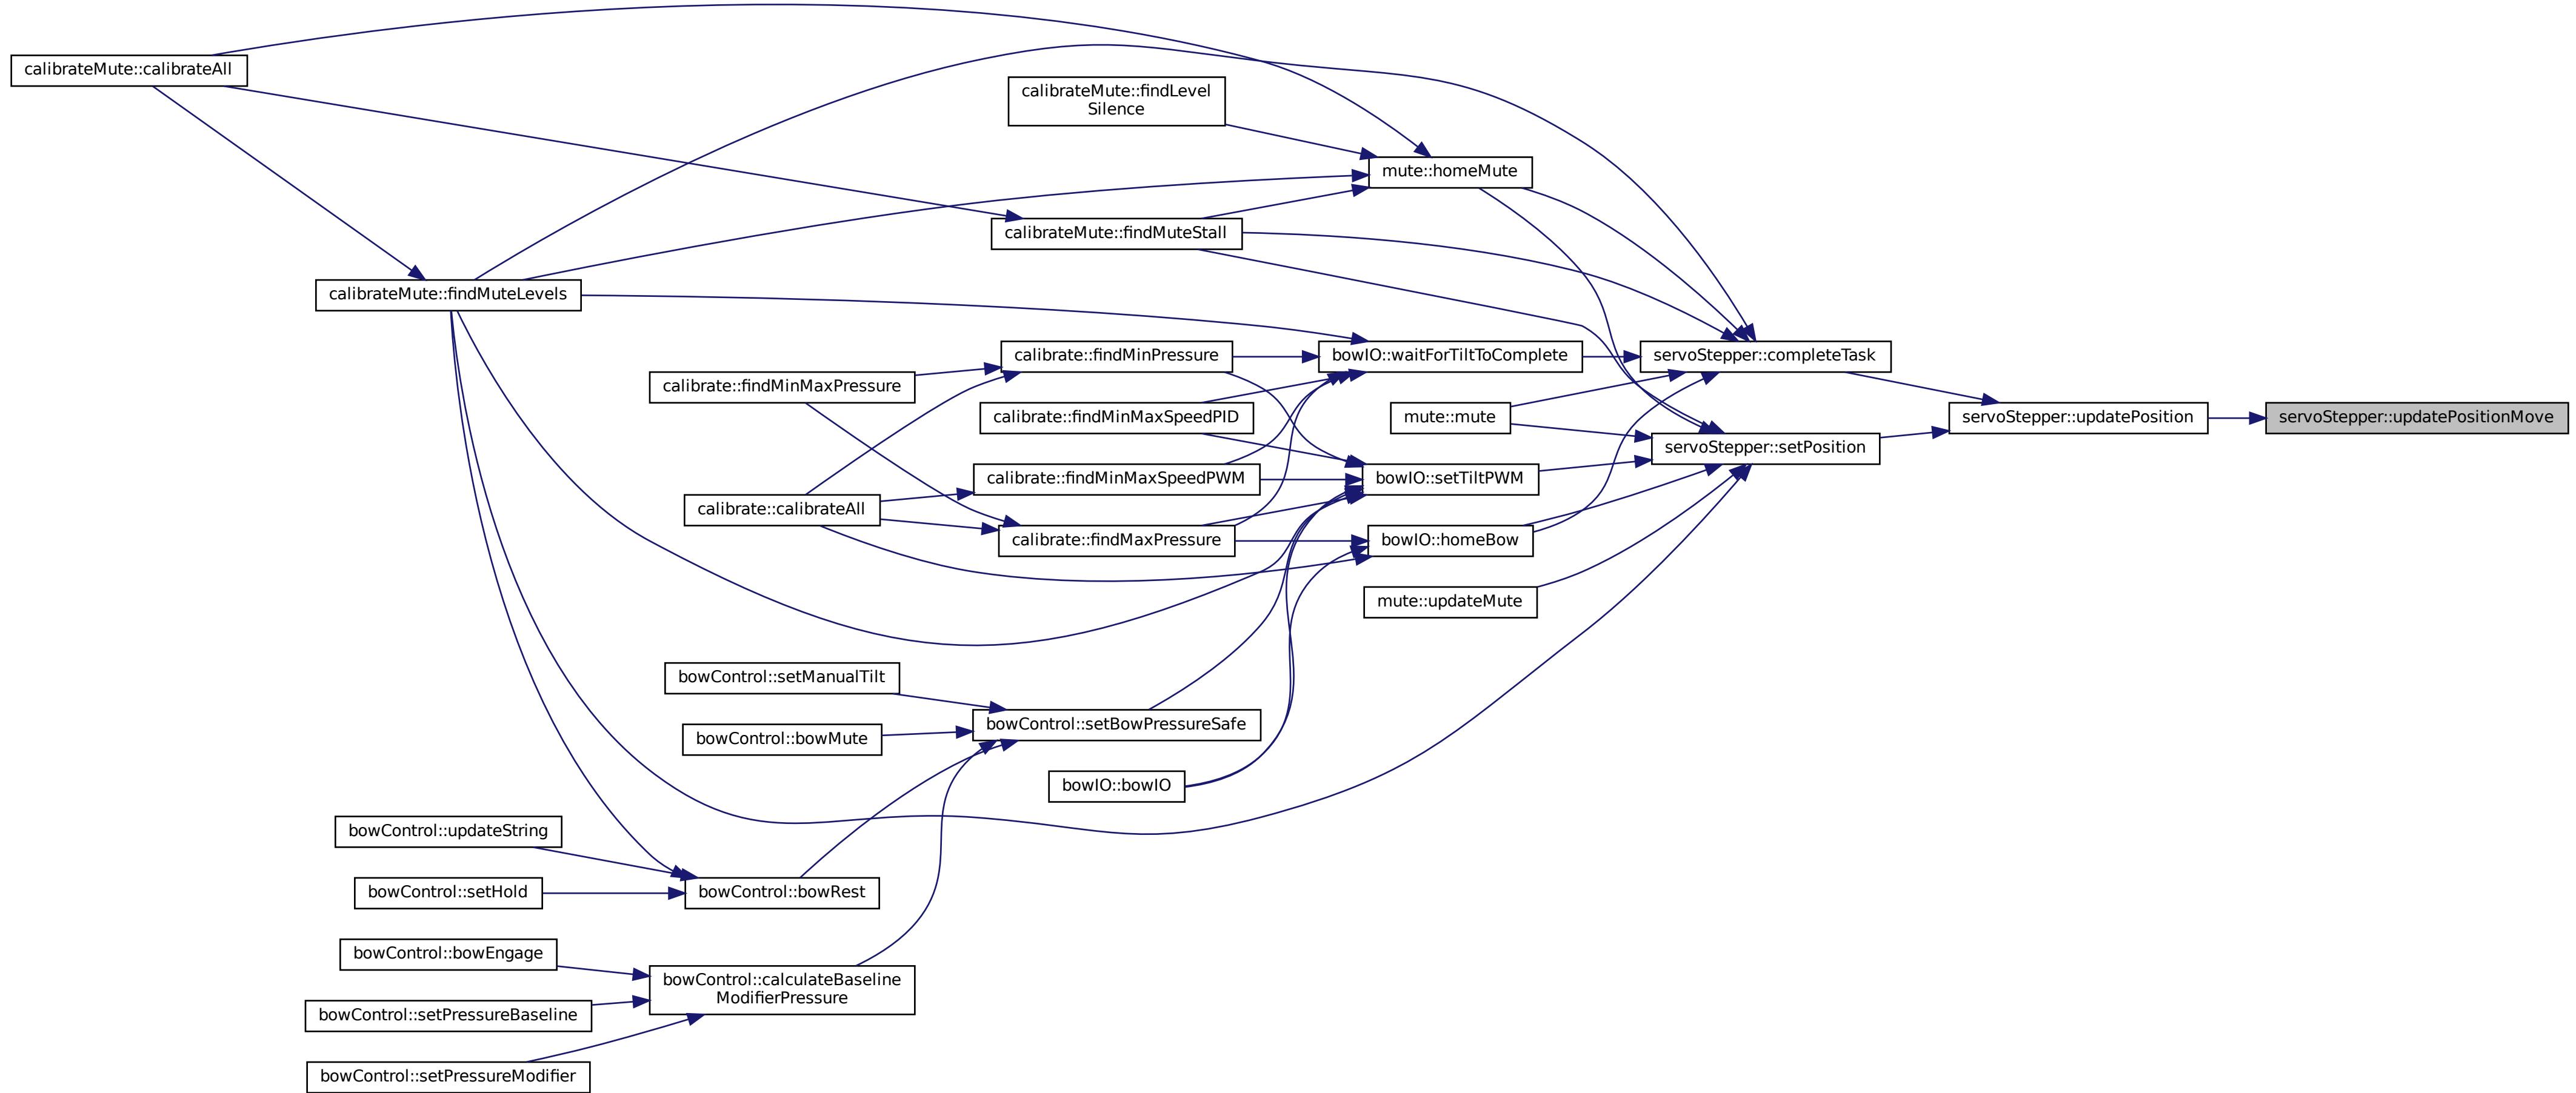 calibrateMute::calibrateAll
calibrateMute::findLevel
Silence
mute::homeMute
calibrateMute::findMuteStall
calibrateMute::findMuteLevels
calibrate::findMinPressure
bowIO::waitForTiltToComplete
servoStepper::completeTask
calibrate::findMinMaxPressure
calibrate::findMinMaxSpeedPID
mute::mute
servoStepper::updatePosition
servoStepper::updatePositionMove
servoStepper::setPosition
calibrate::findMinMaxSpeedPWM
bowIO::setTiltPWM
calibrate::calibrateAll
calibrate::findMaxPressure
bowIO::homeBow
mute::updateMute
bowControl::setManualTilt
bowControl::setBowPressureSafe
bowControl::bowMute
bowIO::bowIO
bowControl::updateString
bowControl::setHold
bowControl::bowRest
bowControl::bowEngage
bowControl::calculateBaseline
ModifierPressure
bowControl::setPressureBaseline
bowControl::setPressureModifier